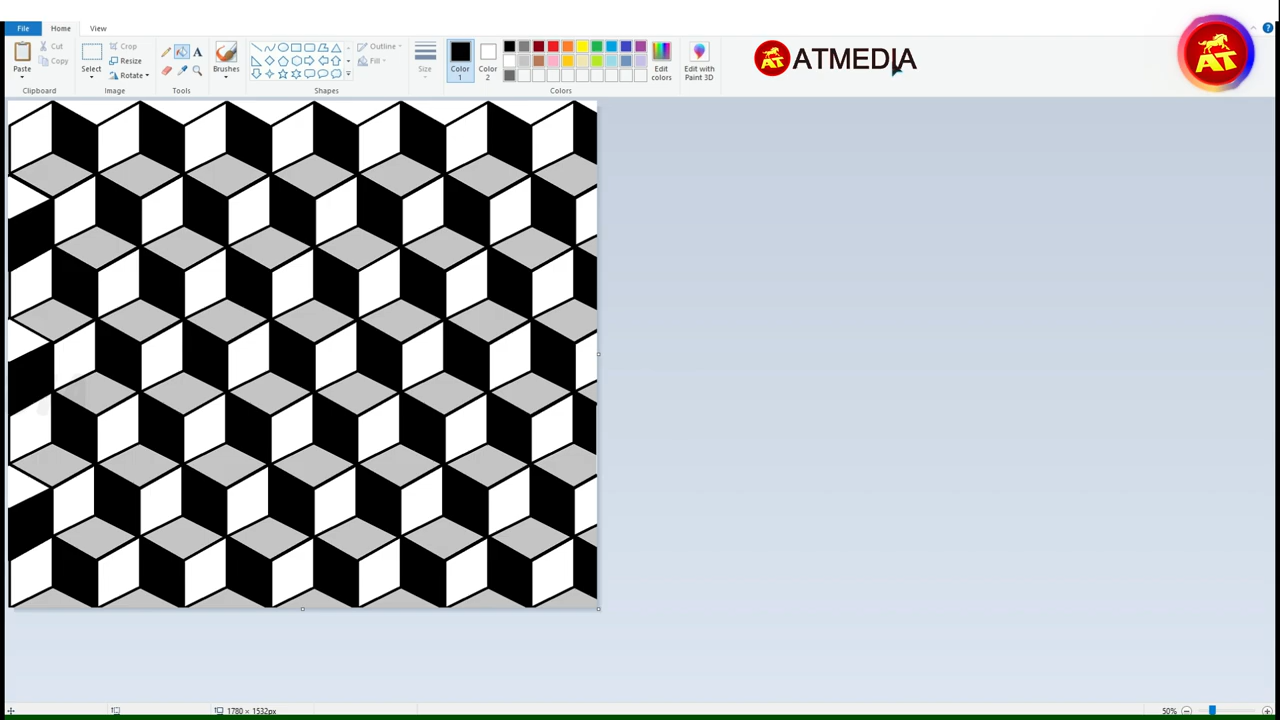 File Home View
Paste Cut Copy
Clipboard
Select Crop Resize Rotate
Image
A
Tools
Brushes
Outline Fill
Shapes
Size
Color 1
Color 2
Edit colors
Colors
Edit with Paint 3D
AT ATMEDIA
AT
1780 × 1532px
50%